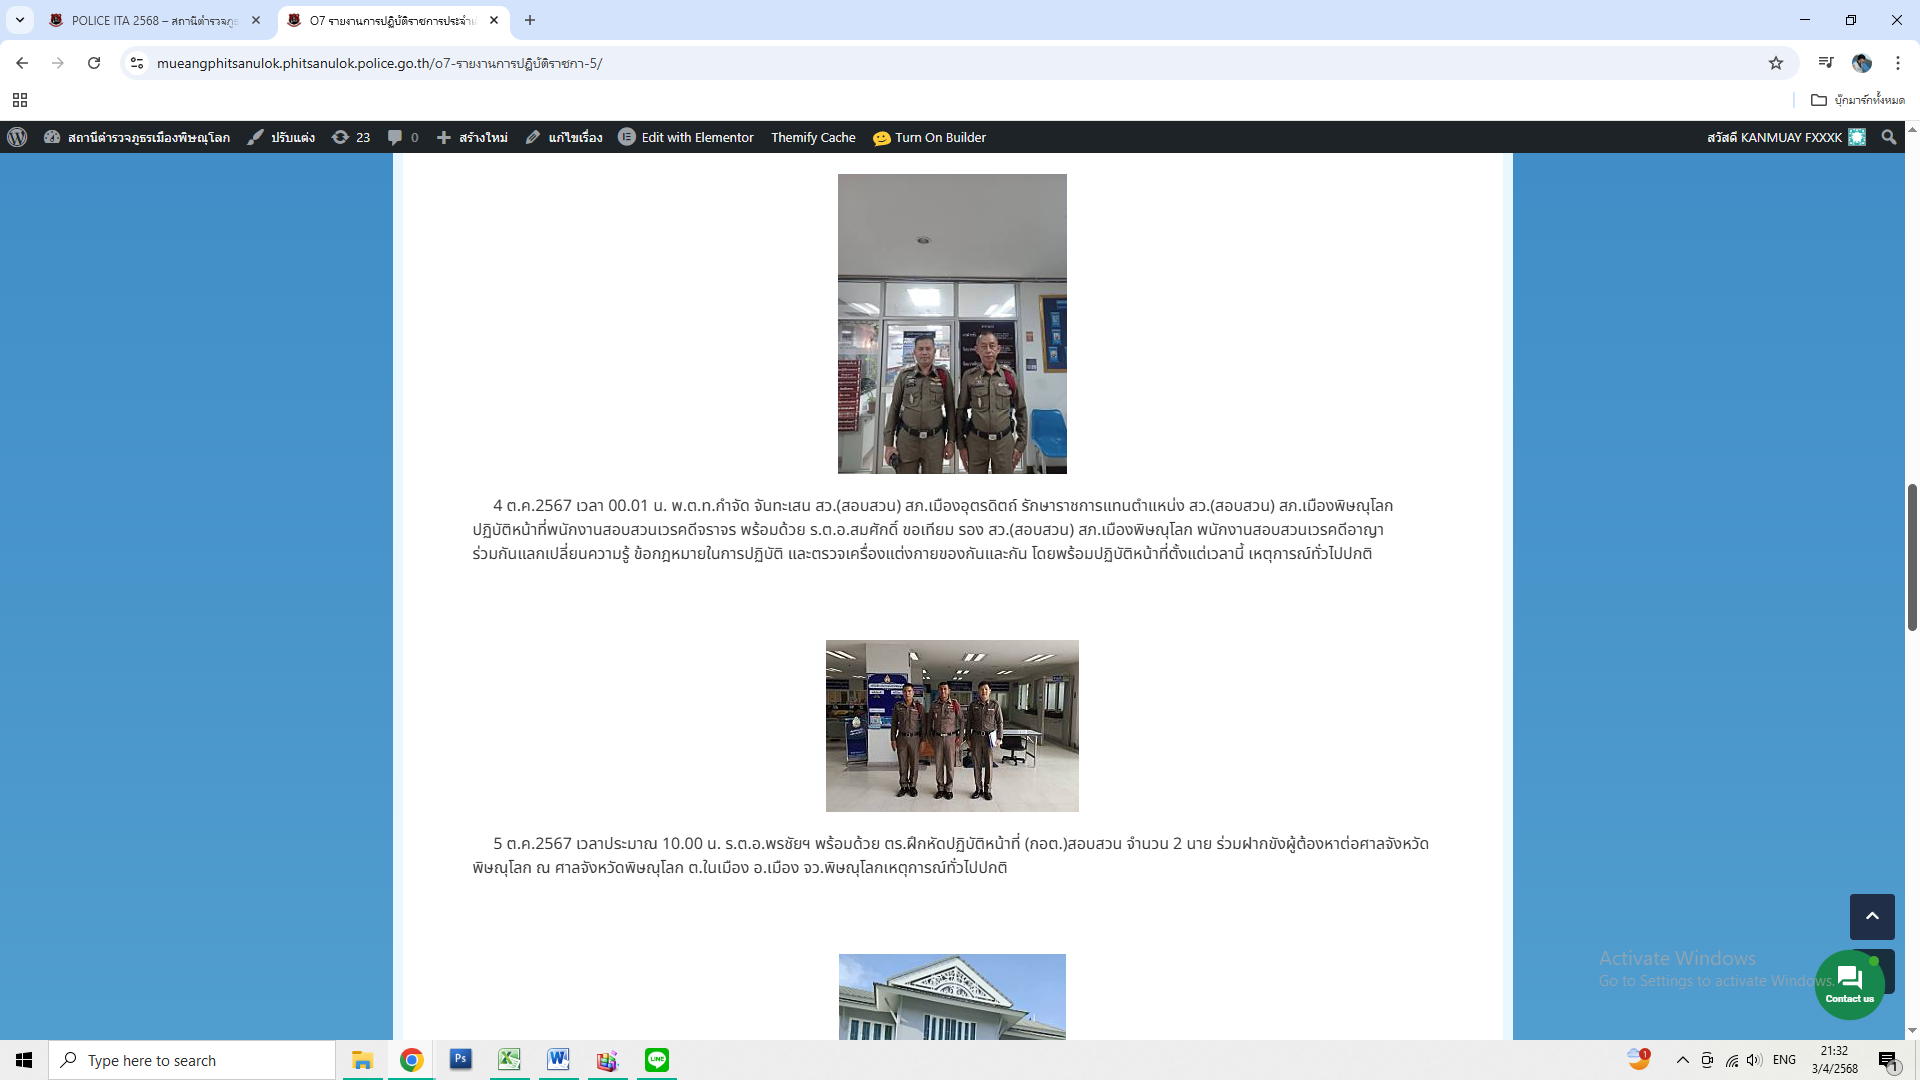 POLICE ITA 2568 – สถานีตำรวจภูธร
O7 รายงานการปฏิบัติราชการประจำ
mueangphitsanulok.phitsanulok.police.go.th/o7-รายงานการปฏิบัติราชกา-5/
บุ๊กมาร์กทั้งหมด
สถานีตำรวจภูธรเมืองพิษณุโลก ปรับแต่ง 23 0 สร้างใหม่ แก้ไขเรื่อง Edit with Elementor Themify Cache Turn On Builder สวัสดี KANMUAY FXXXK
4 ต.ค.2567 เวลา 00.01 น. พ.ต.ท.กำจัด จันทะเสน สว.(สอบสวน) สภ.เมืองอุตรดิตถ์ รักษาราชการแทนตำแหน่ง สว.(สอบสวน) สภ.เมืองพิษณุโลก
ปฏิบัติหน้าที่พนักงานสอบสวนเวรคดีจราจร พร้อมด้วย ร.ต.อ.สมศักดิ์ ขอเทียม รอง สว.(สอบสวน) สภ.เมืองพิษณุโลก พนักงานสอบสวนเวรคดีอาญา
ร่วมกันแลกเปลี่ยนความรู้ ข้อกฎหมายในการปฏิบัติ และตรวจเครื่องแต่งกายของกันและกัน โดยพร้อมปฏิบัติหน้าที่ตั้งแต่เวลานี้ เหตุการณ์ทั่วไปปกติ
5 ต.ค.2567 เวลาประมาณ 10.00 น. ร.ต.อ.พรชัยฯ พร้อมด้วย ตร.ฝึกหัดปฏิบัติหน้าที่ (กอต.)สอบสวน จำนวน 2 นาย ร่วมฝากขังผู้ต้องหาต่อศาลจังหวัด
พิษณุโลก ณ ศาลจังหวัดพิษณุโลก ต.ในเมือง อ.เมือง จว.พิษณุโลกเหตุการณ์ทั่วไปปกติ
Activate Windows
Go to Settings to activate Windows.
Contact us
Type here to search
Ps
LINE
1
ENG
21:32
3/4/2568
1